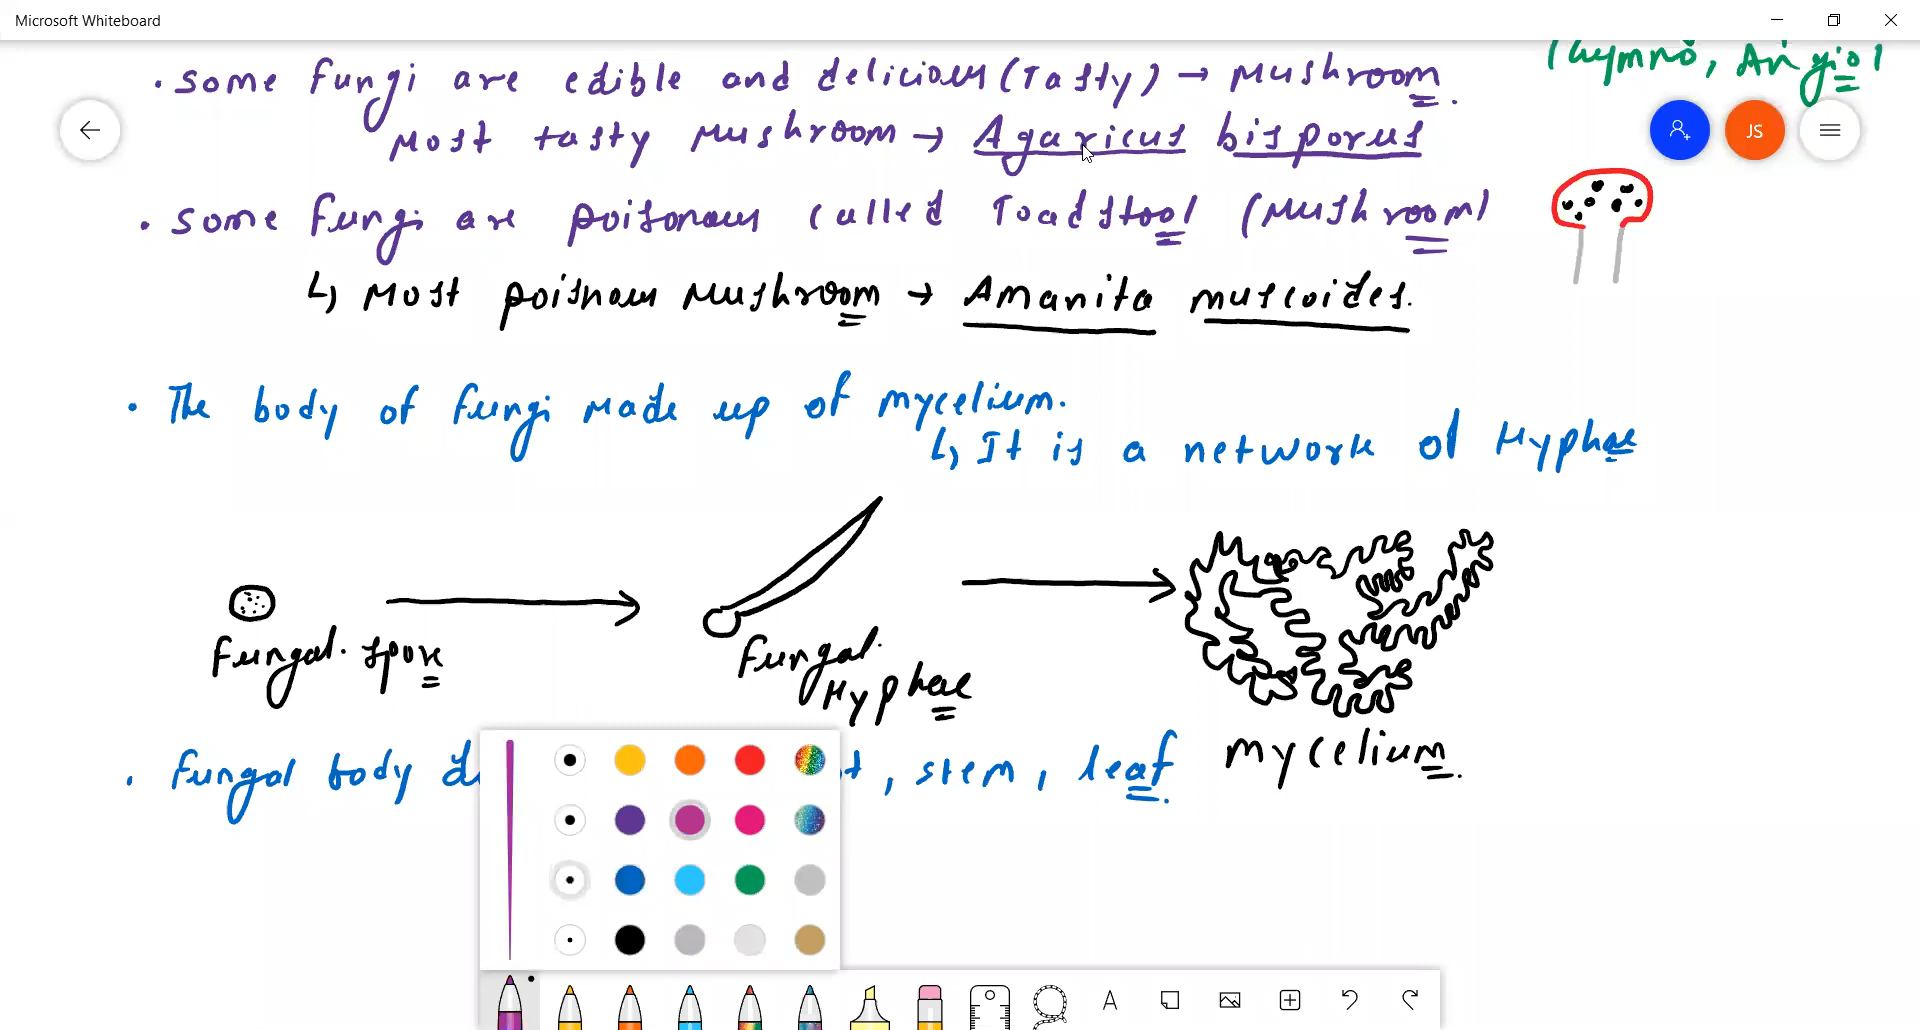 Microsoft Whiteboard
, Angio
. Some fungi are edible and delicious (Tasty) → Mushroom.
JS
Most tasty Mushroom → Agaricus bisporus
. Some fungi are poisonous called Toadstool (Mushroom)
↳ Most poisnous Mushroom → Amanita muscoides.
. The body of fungi made up of mycelium.
↳ It is a network of Hyphae
Fungal. spore
Fungal.
Hyphae
mycelium.
. Fungal body , stem, leaf.